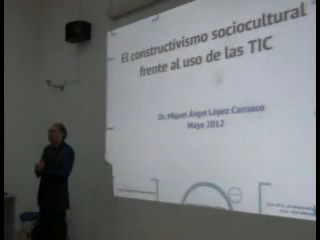 El constructivismo sociocultural
frente al uso de las TIC
Dr. Miguel Ángel López Carrasco
Mayo 2012